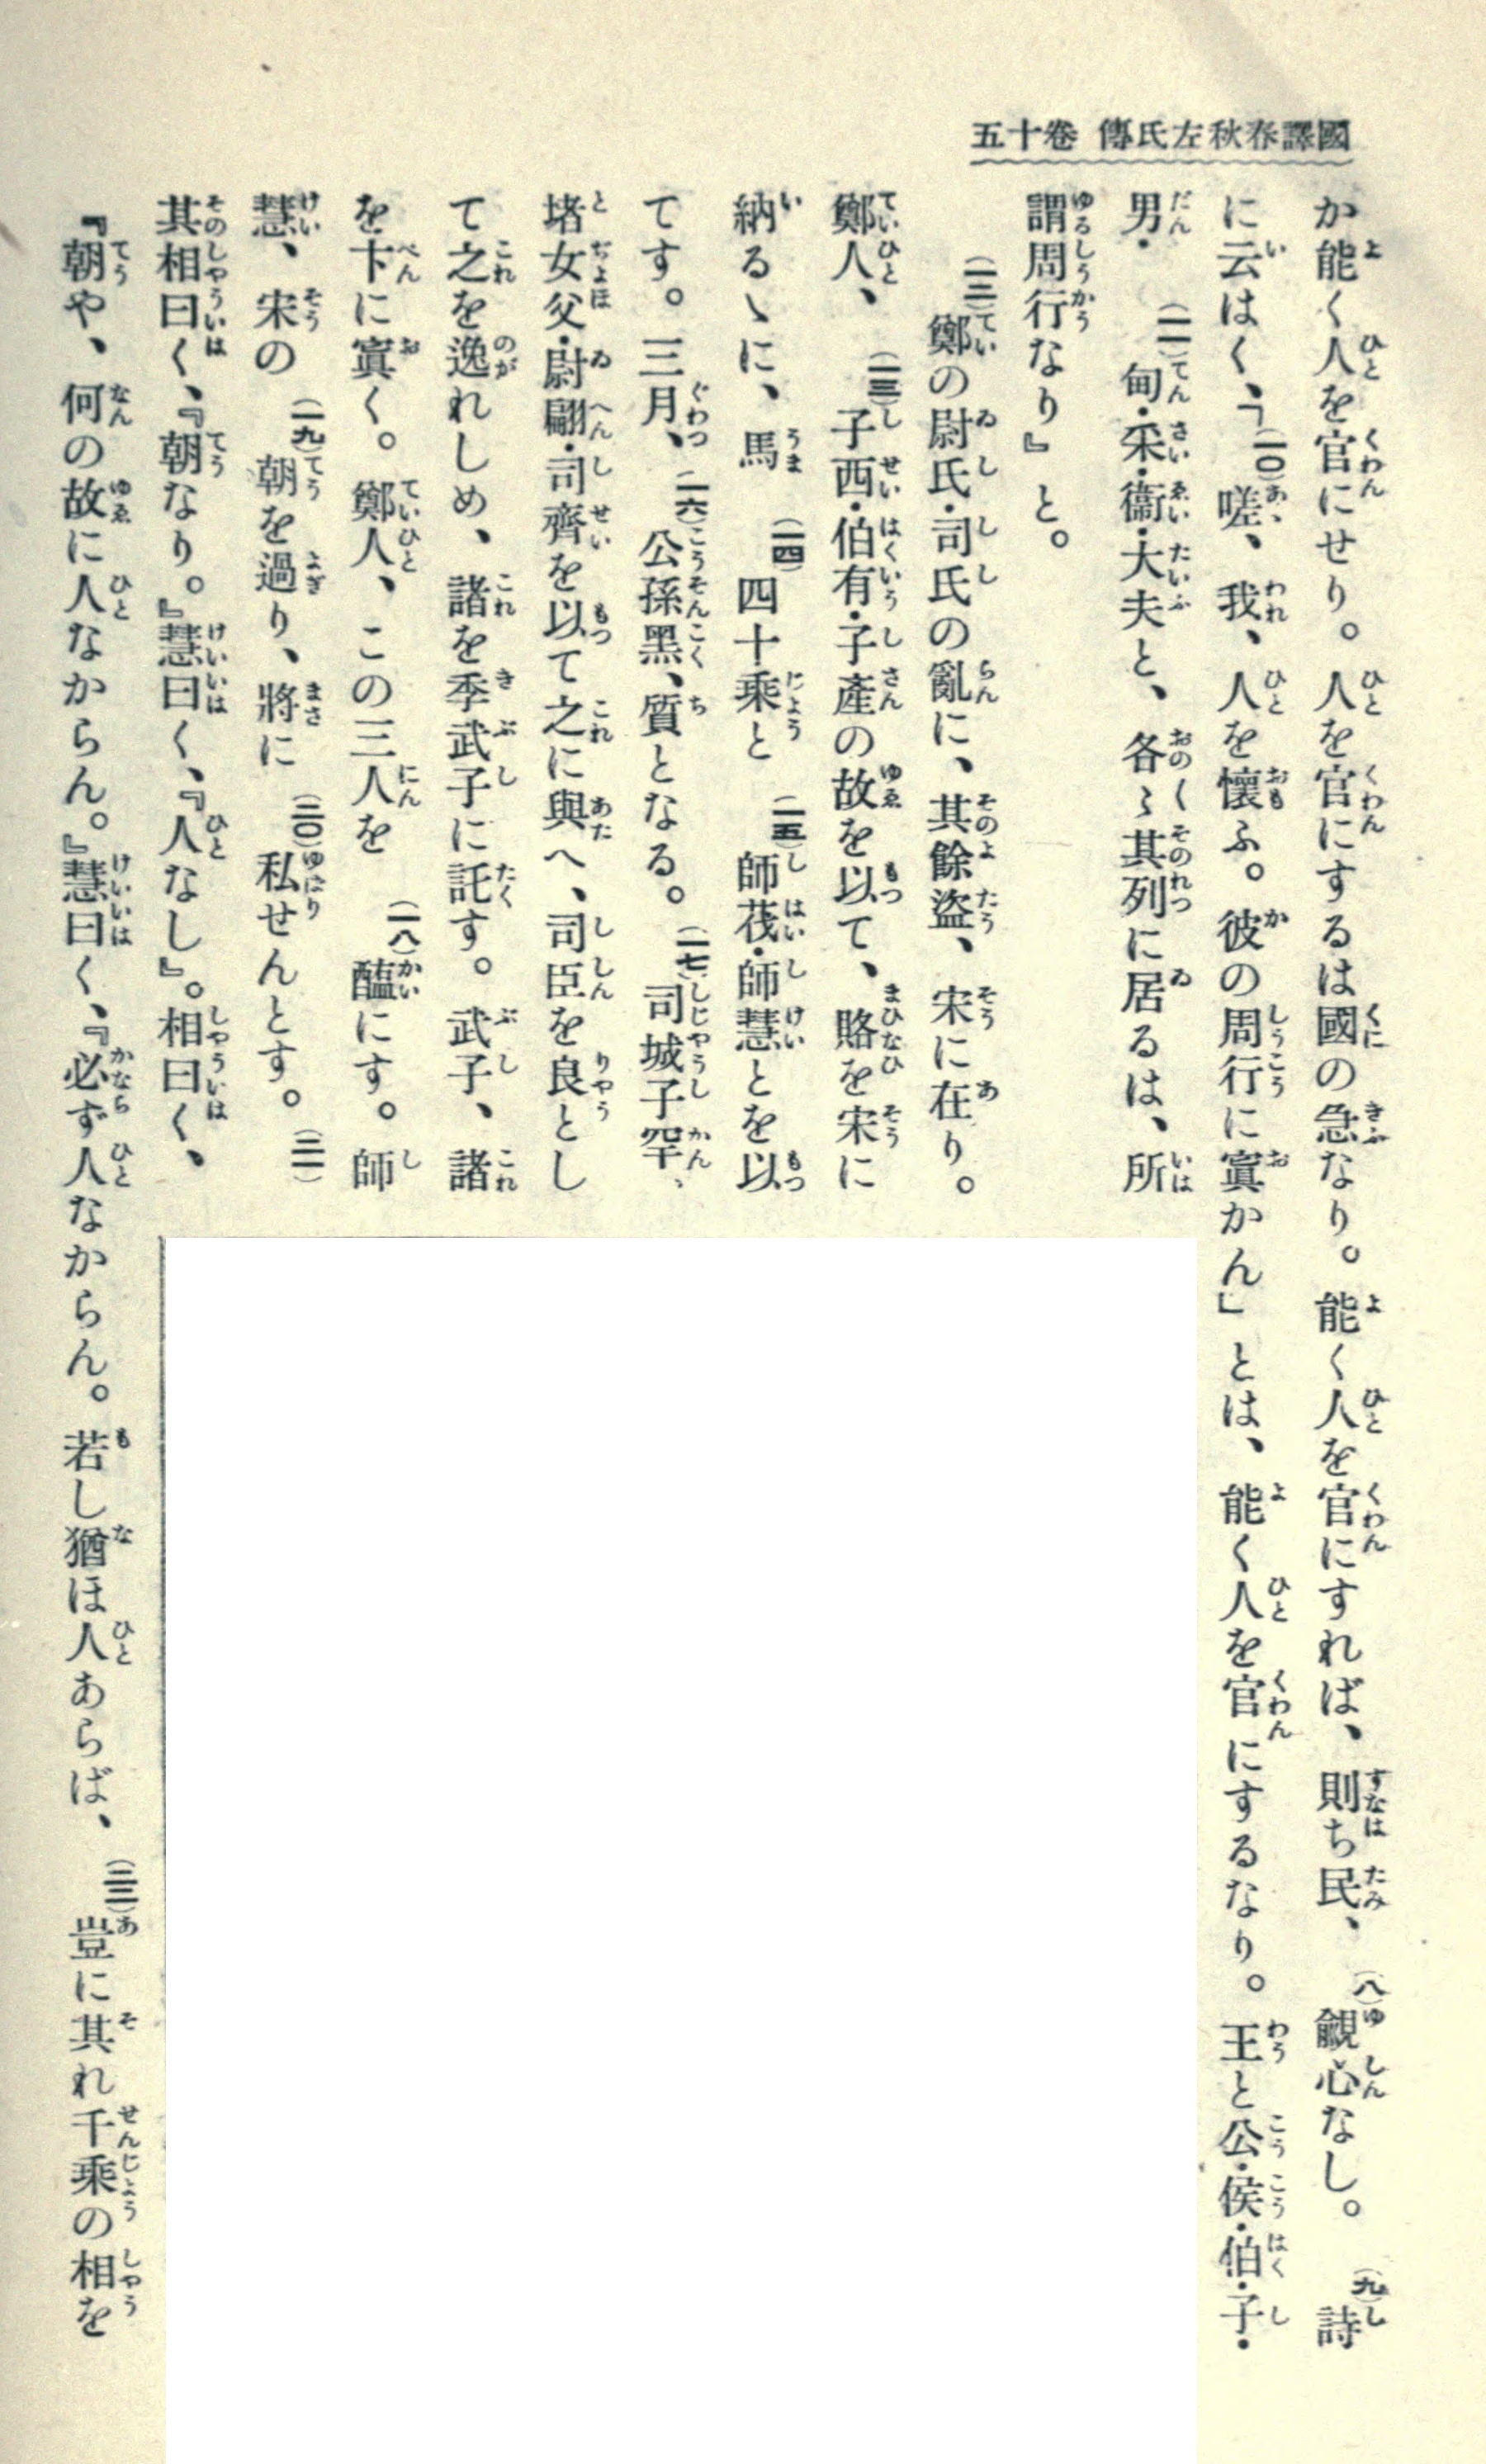 國譯春秋左氏傳 卷十五
か能く人を官にせり。人を官にするは國の急なり。能く人を官にすれば、則ち民、(八)覦心なし。(九)詩
に云はく、「(一〇)嗟、我、人を懷ふ。彼の周行に寘かん」とは、能く人を官にするなり。王と公・侯・伯・子・
男・(一一)甸・采・衞・大夫と、各〻其列に居るは、所
謂周行なり』と。
(一二)鄭の尉氏・司氏の亂に、其餘盜、宋に在り。
鄭人、(一三)子西・伯有・子產の故を以て、賂を宋に
納るゝに、馬(一四)四十乘と(一五)師茷・師慧とを以
てす。三月、(一六)公孫黑、質となる。(一七)司城子罕、
堵女父・尉翩・司齊を以て之に與へ、司臣を良とし
て之を逸れしめ、諸を季武子に託す。武子、諸
を卞に寘く。鄭人、この三人を(一八)醢にす。師
慧、宋の(一九)朝を過り、將に(二〇)私せんとす。(二一)
其相曰く、『朝なり。』慧曰く、『人なし』。相曰く、
『朝や、何の故に人なからん。』慧曰く、『必ず人なからん。若し猶ほ人あらば、(二二)豈に其れ千乘の相を